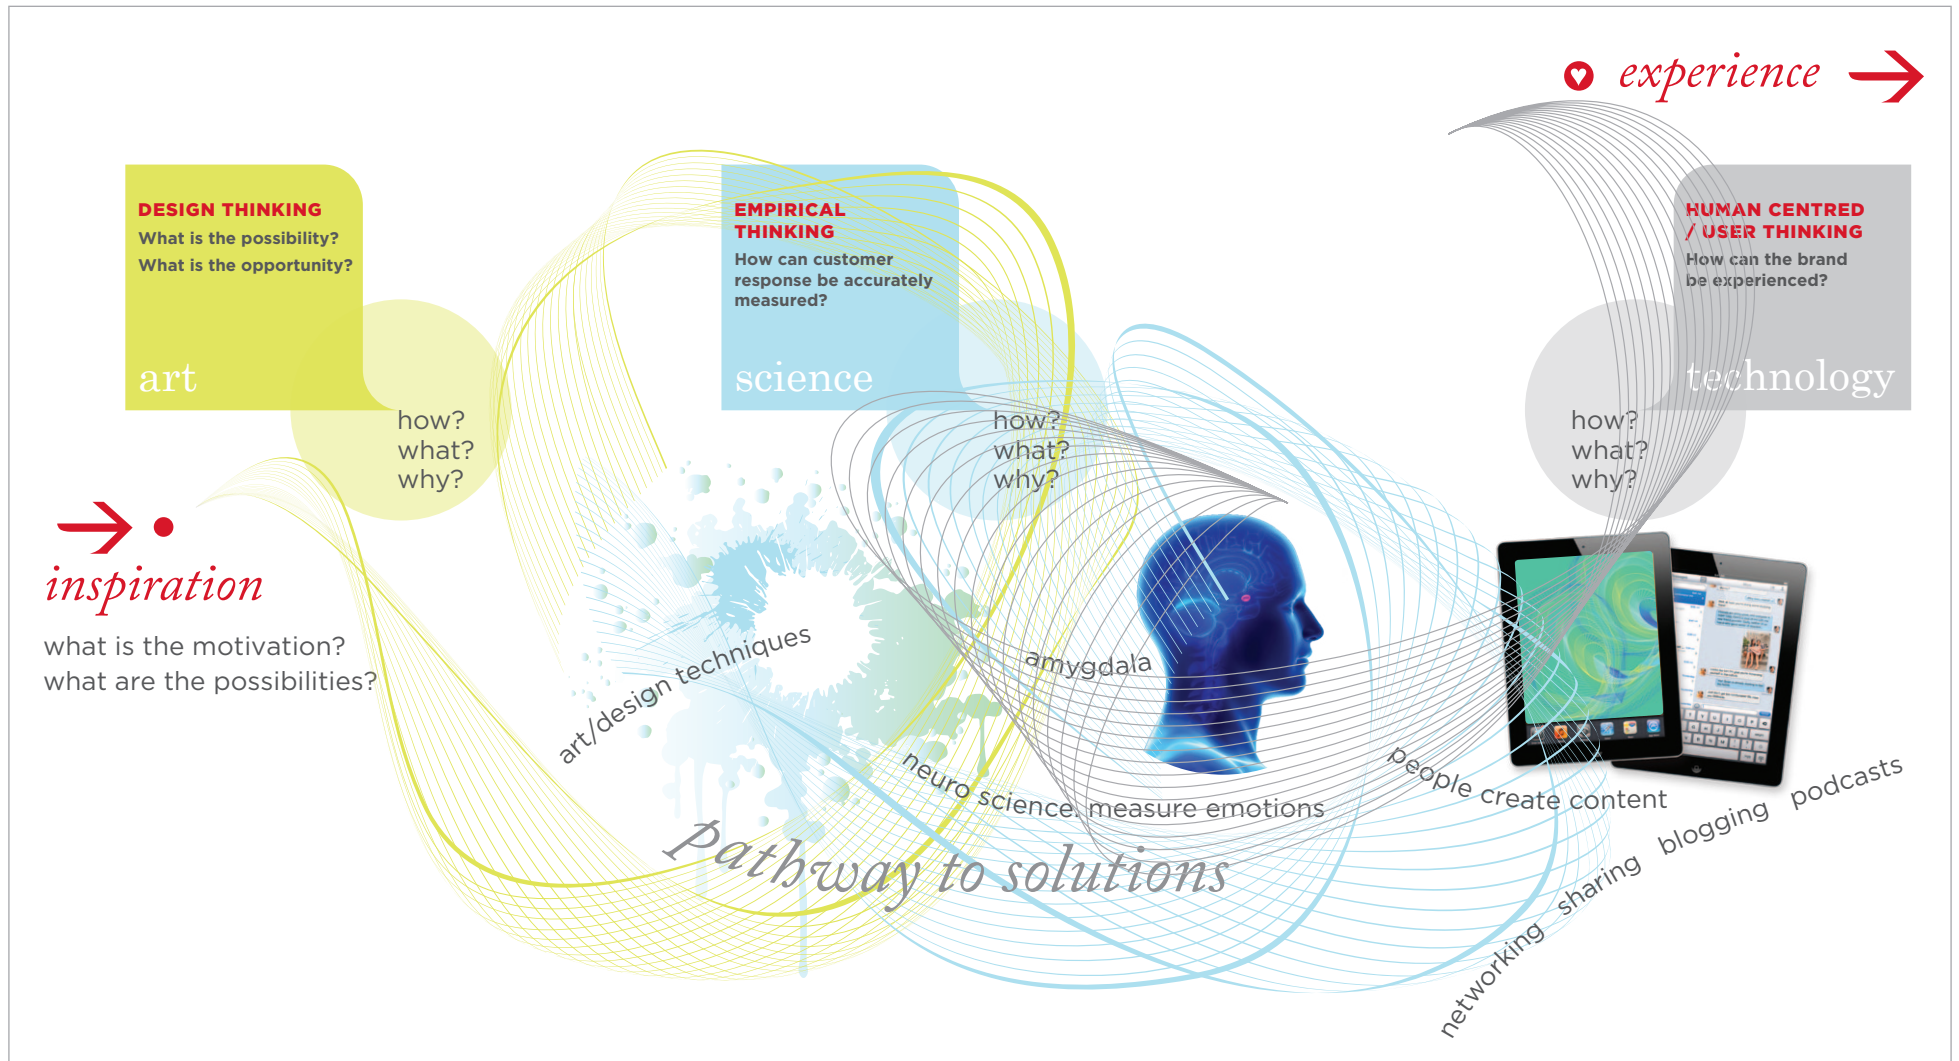 experience
DESIGN THINKING
What is the possibility?
What is the opportunity?
art
how?
what?
why?
EMPIRICAL
THINKING
How can customer
response be accurately
measured?
science
how?
what?
why?
HUMAN CENTRED
/ USER THINKING
How can the brand
be experienced?
technology
how?
what?
why?
inspiration
what is the motivation?
what are the possibilities?
art/design techniques
amygdala
neuro science. measure emotions
people create content
networking sharing blogging podcasts
Pathway to solutions